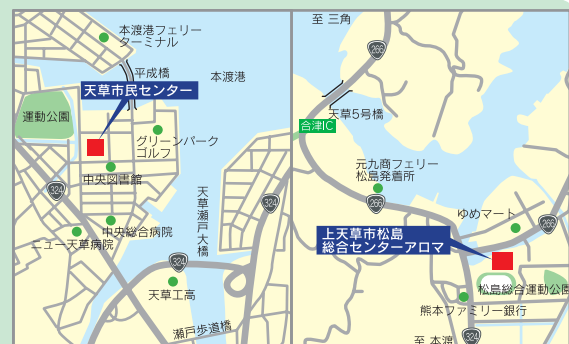 本渡港フェリー
ターミナル
平成橋
本渡港
天草市民センター
運動公園
グリーンパーク
ゴルフ
中央図書館
324
天草瀬戸大橋
324
中央総合病院
ニュー天草病院
324
天草工高
瀬戸歩道橋
至 三角
266
天草5号橋
合津IC
元九商フェリー
松島発着所
266
ゆめマート
266
上天草市松島
総合センターアロマ
松島総合運動公園
熊本ファミリー銀行
至 本渡
324